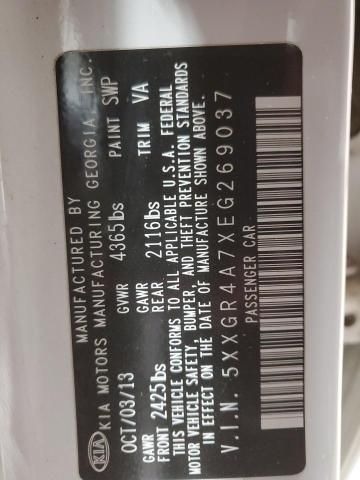 MANUFACTURED BY
KIA KIA MOTORS MANUFACTURING GEORGIA, INC.
OCT/03/13 GVWR 4365lbs PAINT SWP
GAWR FRONT 2425lbs GAWR REAR 2116lbs TRIM VA
THIS VEHICLE CONFORMS TO ALL APPLICABLE U.S.A. FEDERAL
MOTOR VEHICLE SAFETY, BUMPER, AND THEFT PREVENTION STANDARDS
IN EFFECT ON THE DATE OF MANUFACTURE SHOWN ABOVE.
V.I.N. 5XXGR4A7XEG269037
PASSENGER CAR